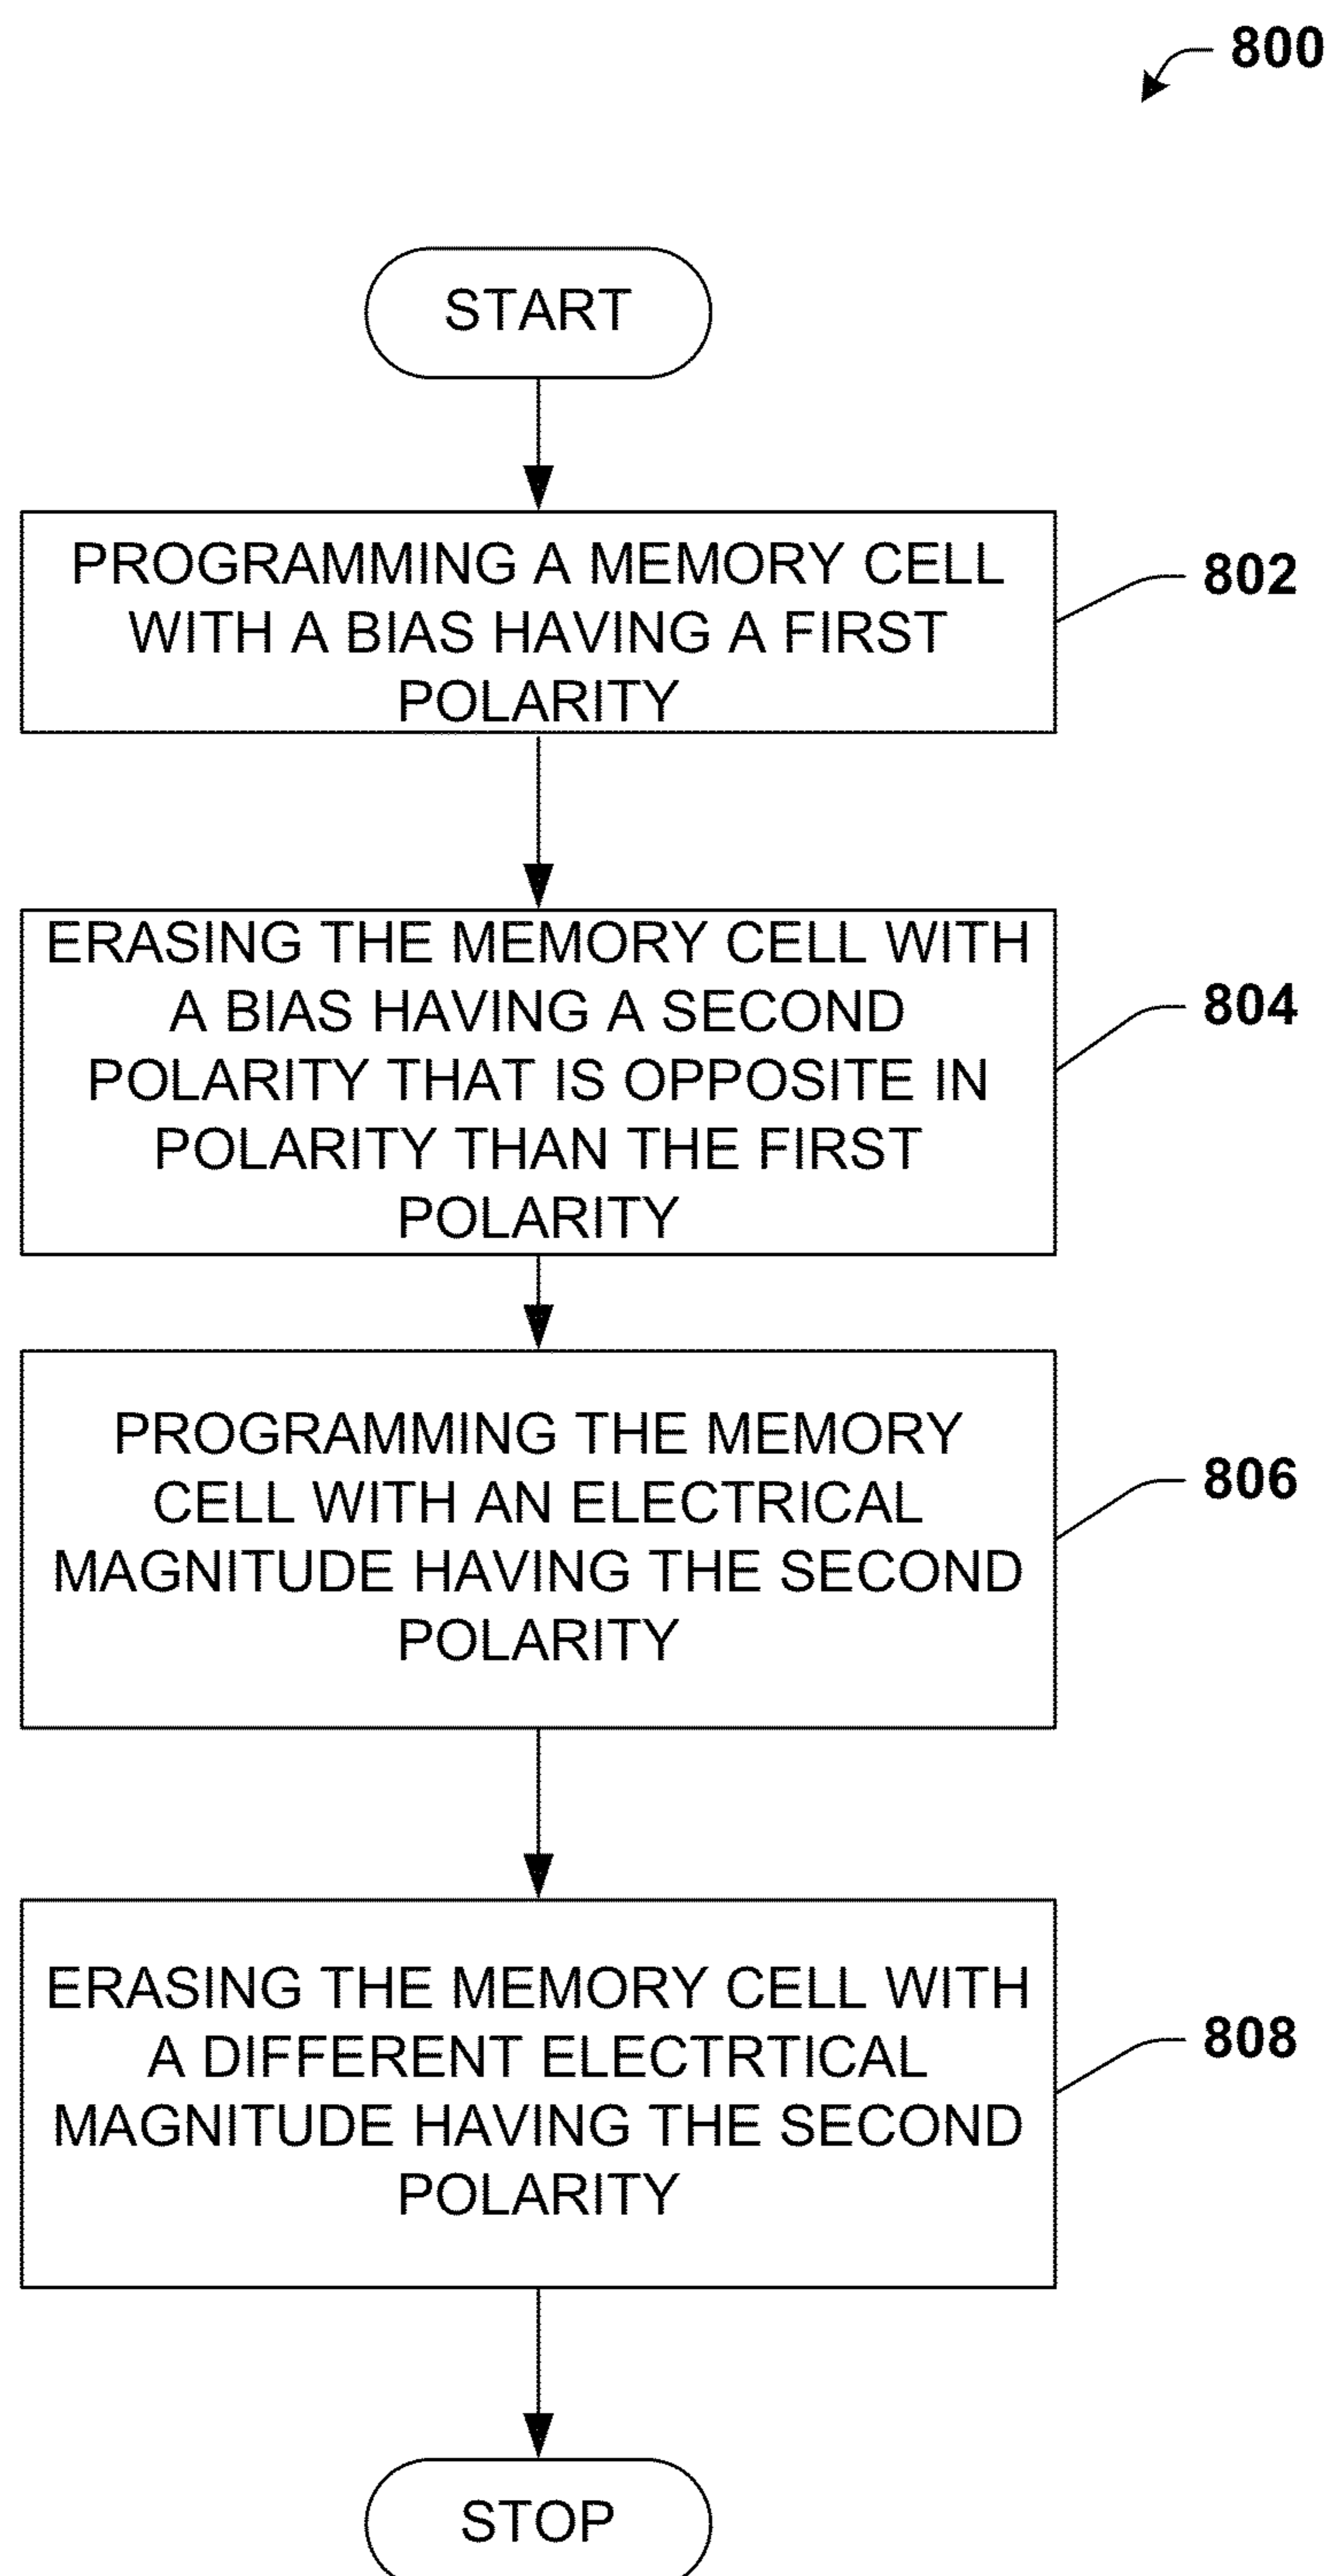 800
START
PROGRAMMING A MEMORY CELL
WITH A BIAS HAVING A FIRST
POLARITY
802
ERASING THE MEMORY CELL WITH
A BIAS HAVING A SECOND
POLARITY THAT IS OPPOSITE IN
POLARITY THAN THE FIRST
POLARITY
804
PROGRAMMING THE MEMORY
CELL WITH AN ELECTRICAL
MAGNITUDE HAVING THE SECOND
POLARITY
806
ERASING THE MEMORY CELL WITH
A DIFFERENT ELECTRTICAL
MAGNITUDE HAVING THE SECOND
POLARITY
808
STOP